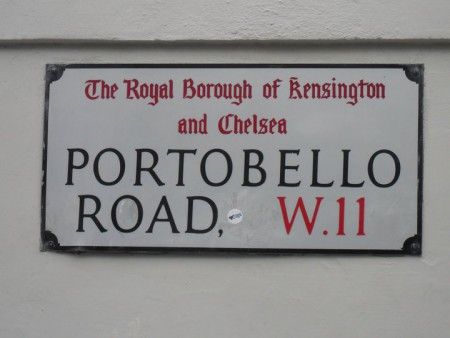 The Royal Borough of Kensington
and Chelsea
PORTOBELLO
ROAD, W.11